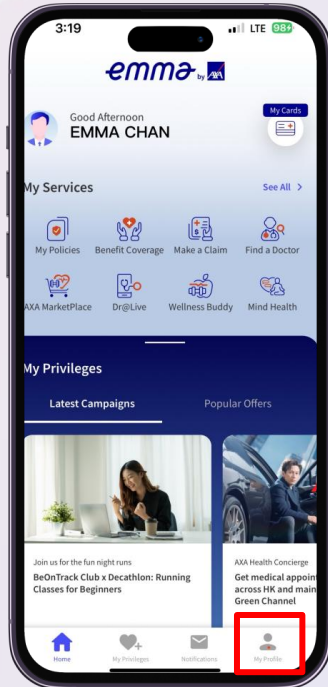 3:19
LTE 98
emma by AXA
My Cards
Good Afternoon
EMMA CHAN
My Services
See All >
My Policies
Benefit Coverage
Make a Claim
Find a Doctor
AXA MarketPlace
Dr@Live
Wellness Buddy
Mind Health
My Privileges
Latest Campaigns
Popular Offers
Join us for the fun night runs
BeOnTrack Club x Decathlon: Running
Classes for Beginners
AXA Health Concierge
Get medical appoin
across HK and main
Green Channel
Home
My Privileges
Notifications
My Profile